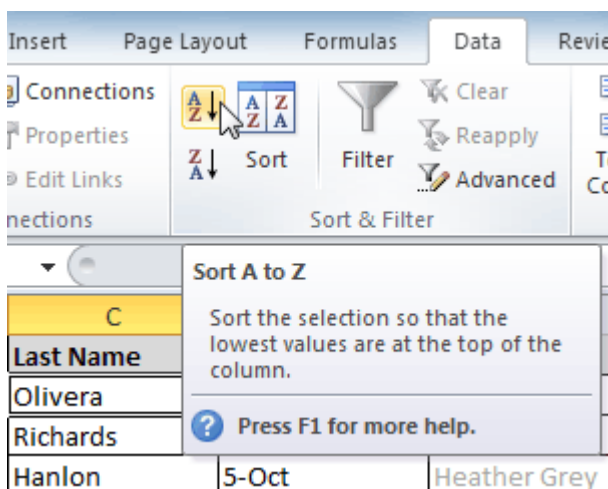 Insert Page Layout Formulas Data
Connections
Properties
Edit Links
Sort
Filter
Clear
Reapply
Advanced
Sort & Filter
Sort A to Z
Sort the selection so that the
lowest values are at the top of the
column.
Press F1 for more help.
C
Last Name
Olivera
Richards
Hanlon 5-Oct Heather Grey